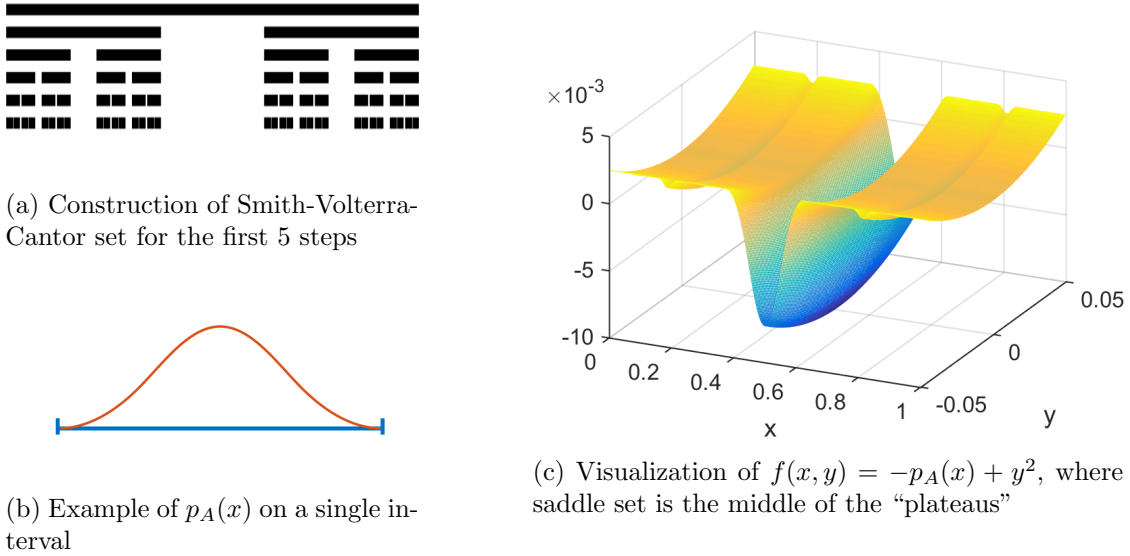 (a) Construction of Smith-Volterra-
Cantor set for the first 5 steps
(b) Example of p_A(x) on a single in-
terval
×10^{-3}
5
0
-5
-10
0
0.2
0.4
0.6
0.8
1
x
-0.05
0
0.05
y
(c) Visualization of f(x, y) = −p_A(x) + y^2, where
saddle set is the middle of the “plateaus”